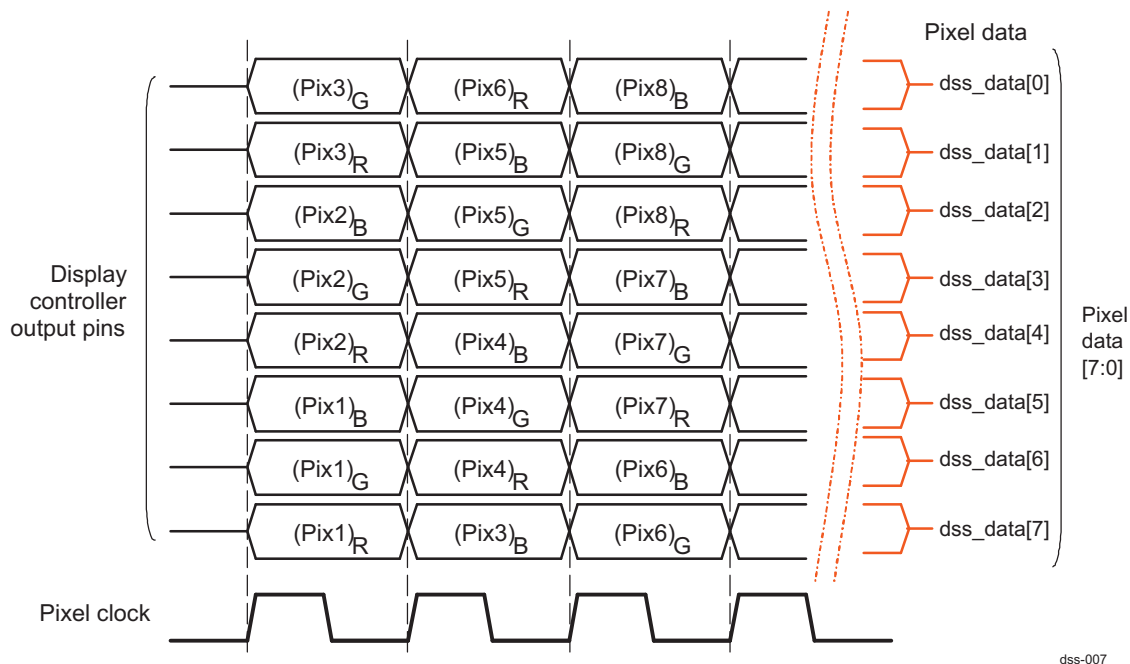 Pixel data
(Pix3)G (Pix6)R (Pix8)B dss_data[0]
(Pix3)R (Pix5)B (Pix8)G dss_data[1]
(Pix2)B (Pix5)G (Pix8)R dss_data[2]
(Pix2)G (Pix5)R (Pix7)B dss_data[3]
Display
controller
output pins
(Pix2)R (Pix4)B (Pix7)G dss_data[4]
Pixel
data
[7:0]
(Pix1)B (Pix4)G (Pix7)R dss_data[5]
(Pix1)G (Pix4)R (Pix6)B dss_data[6]
(Pix1)R (Pix3)B (Pix6)G dss_data[7]
Pixel clock
dss-007